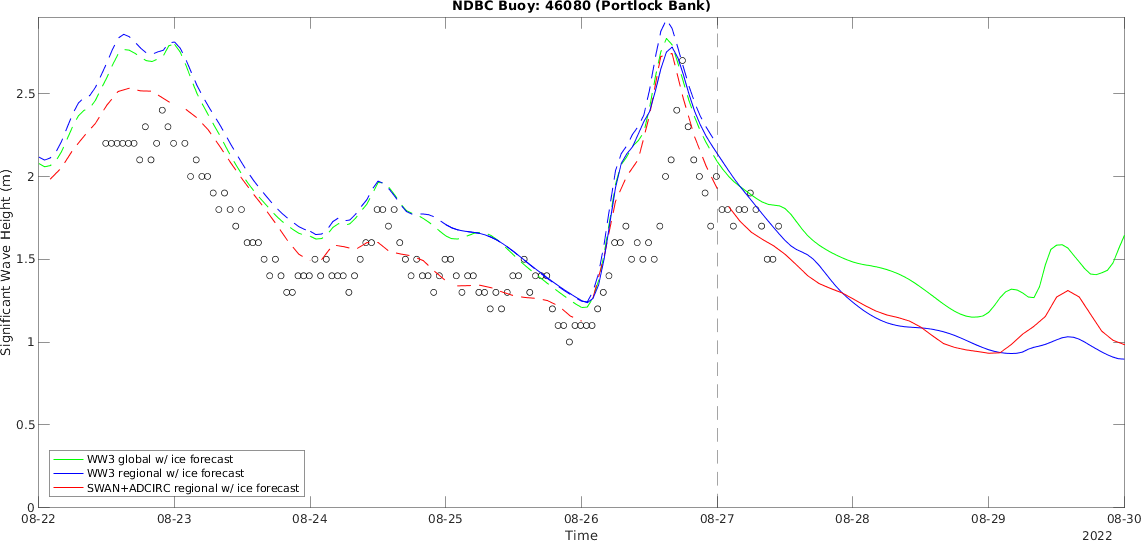 NDBC Buoy: 46080 (Portlock Bank)
Significant Wave Height (m)
2.5
2
1.5
1
0.5
0
WW3 global w/ ice forecast
WW3 regional w/ ice forecast
SWAN+ADCIRC regional w/ ice forecast
08-22 08-23 08-24 08-25 08-26 08-27 08-28 08-29 08-30
Time
2022